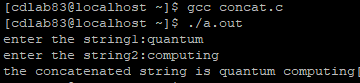 [cdlab83@localhost ~]$ gcc concat.c
[cdlab83@localhost ~]$ ./a.out
enter the string1:quantum
enter the string2:computing
the concatenated string is quantum computing[